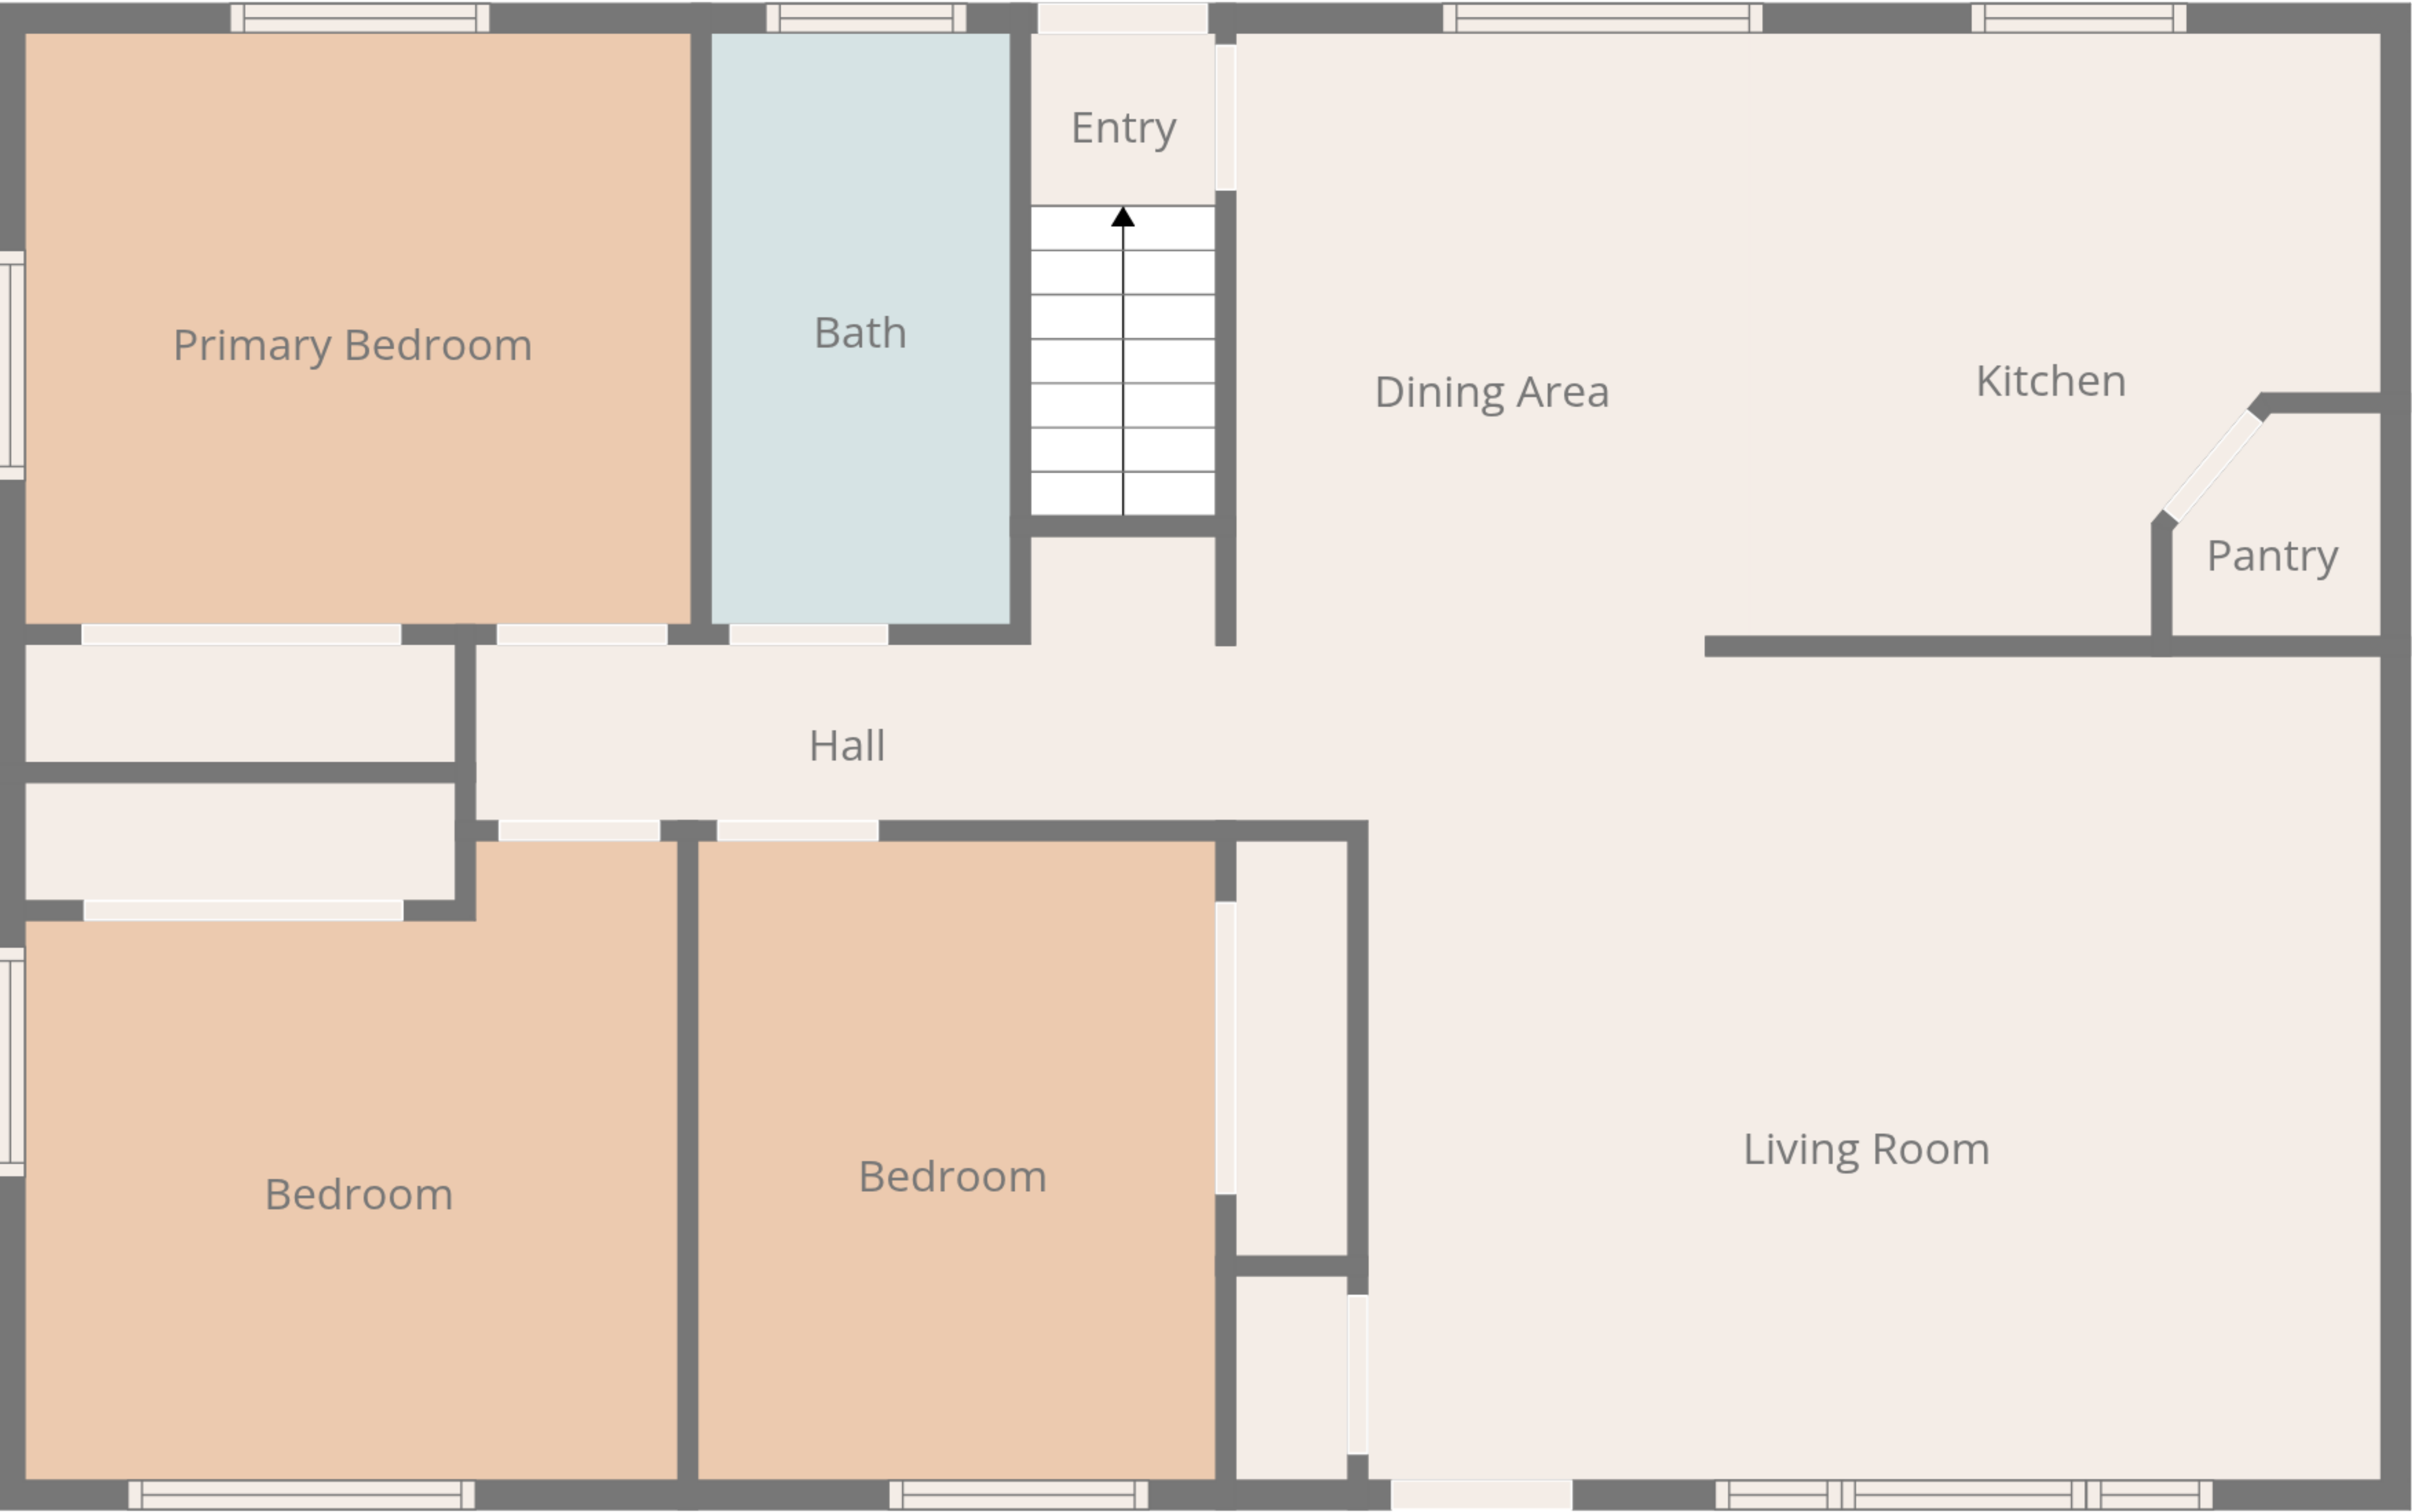 Entry
Primary Bedroom
Bath
Dining Area
Kitchen
Pantry
Hall
Living Room
Bedroom
Bedroom